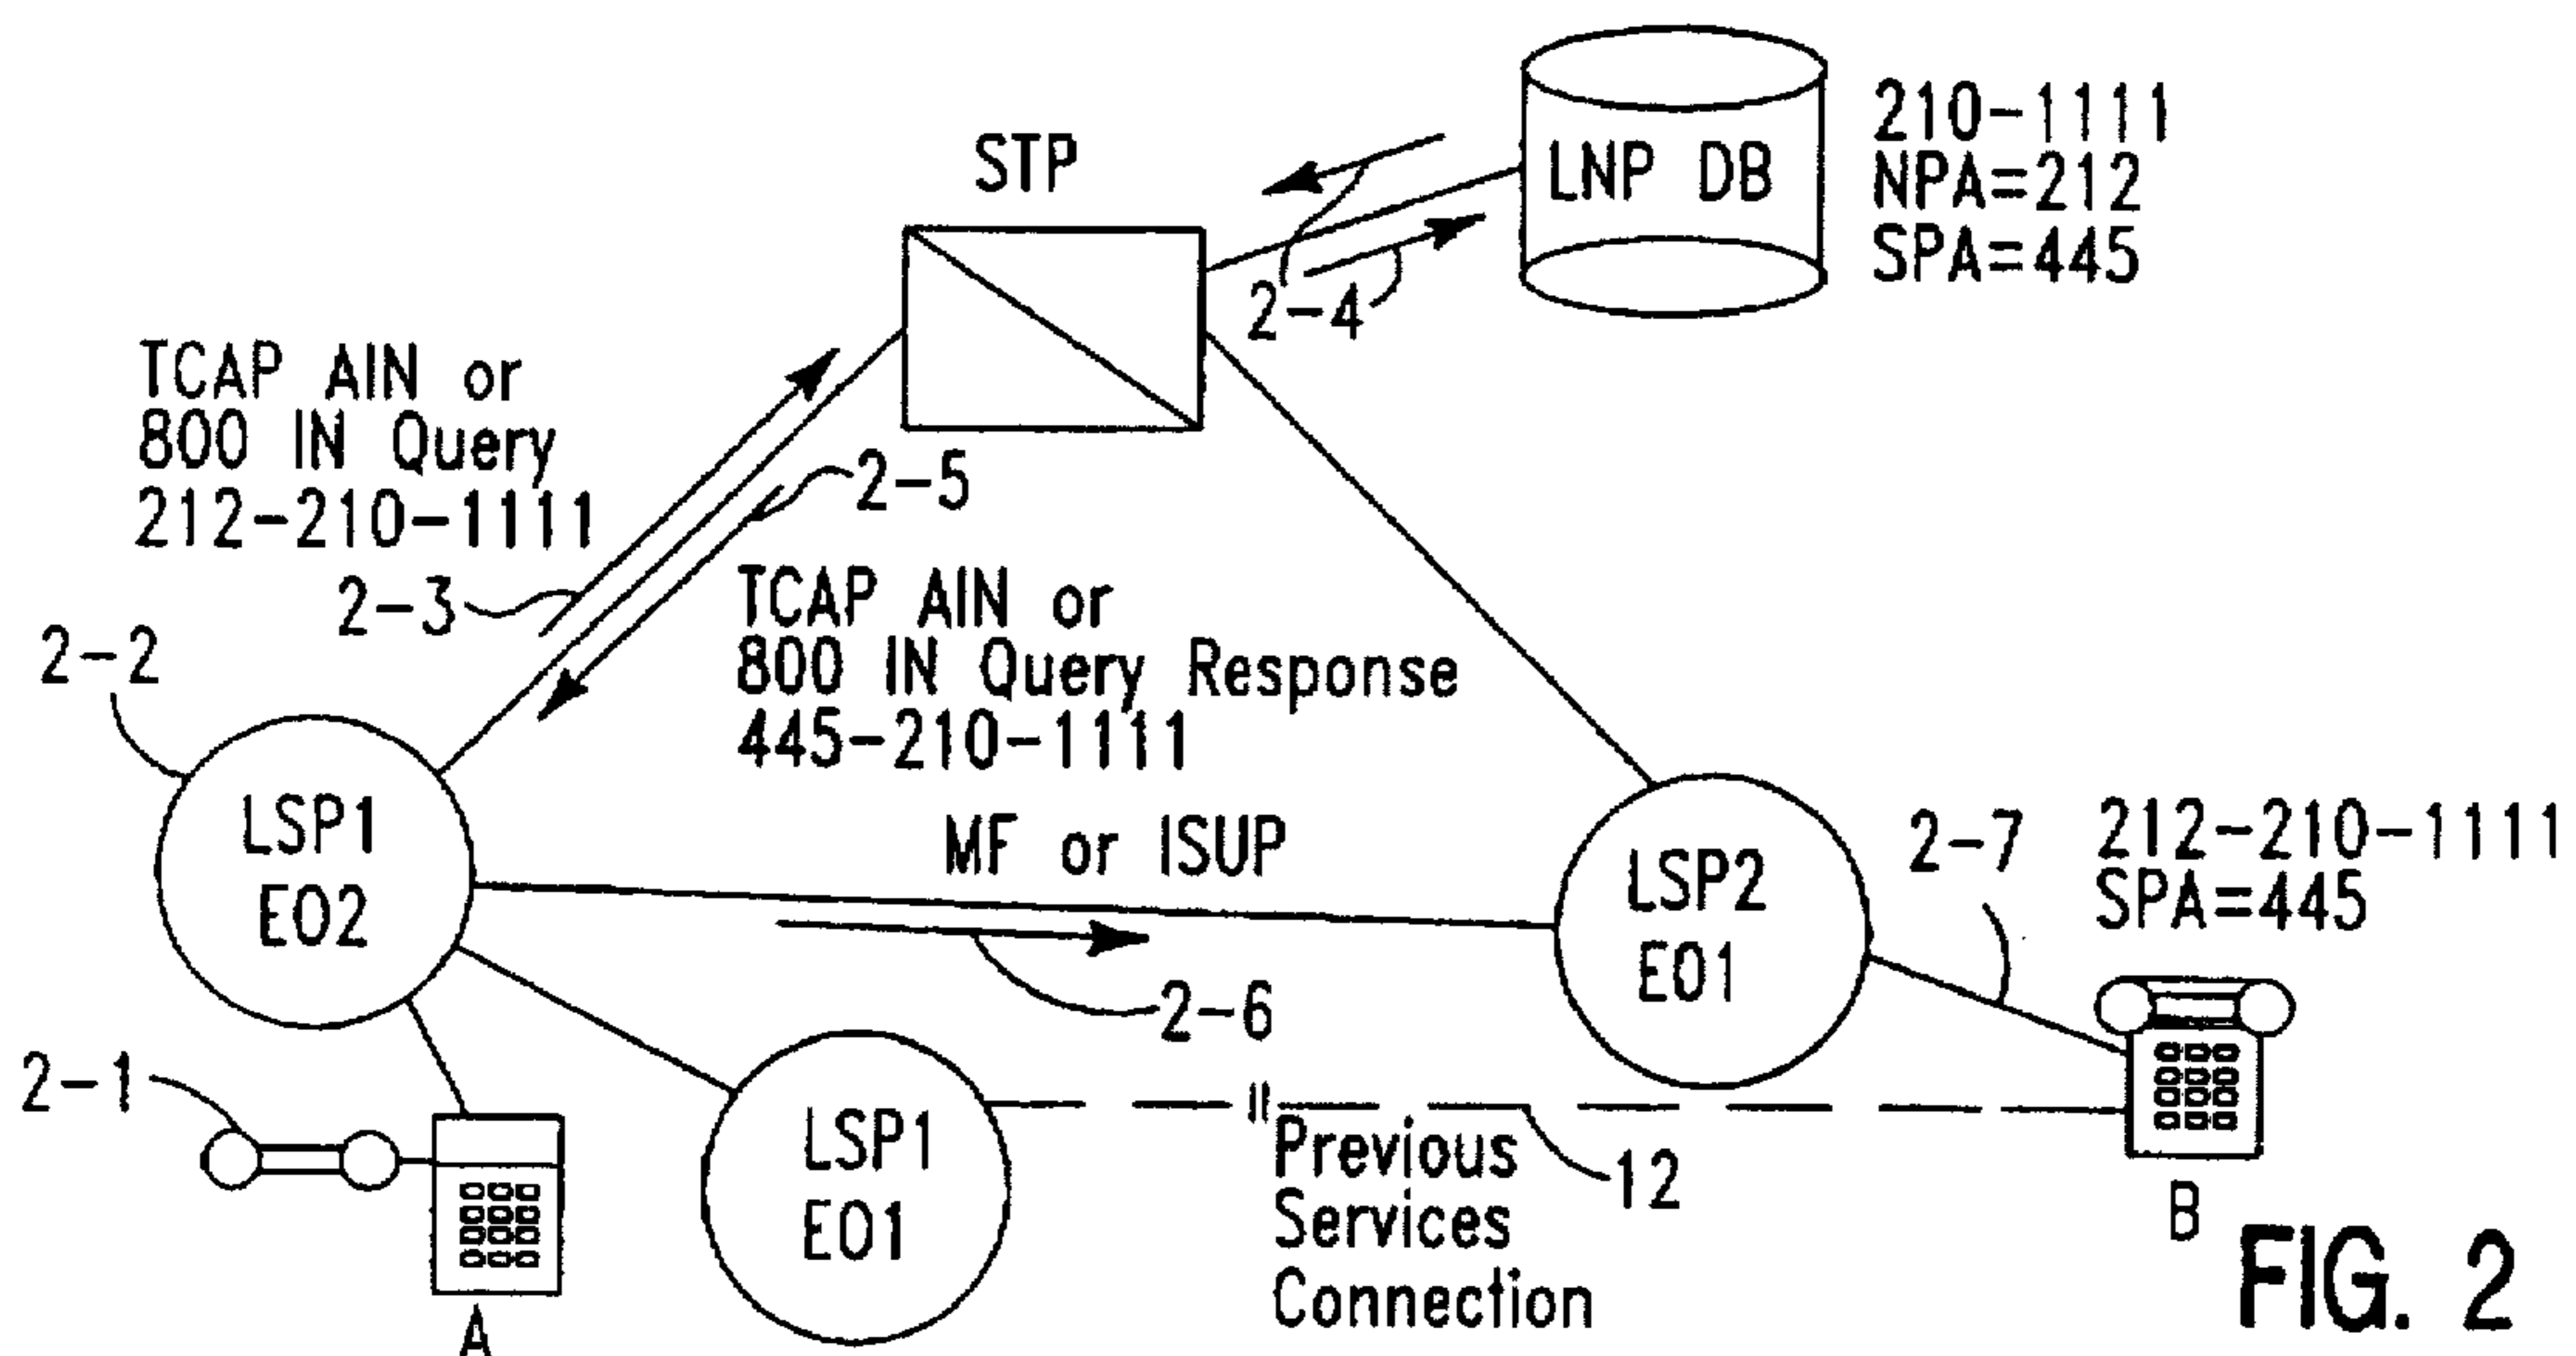 STP
LNP DB
210-1111
NPA=212
SPA=445
2-4
TCAP AIN or
800 IN Query
212-210-1111
2-5
2-3
TCAP AIN or
800 IN Query Response
445-210-1111
2-2
LSP1
EO2
MF or ISUP
2-6
LSP2
EO1
2-7
212-210-1111
SPA=445
2-1
A
LSP1
EO1
Previous
Services
Connection
12
B
FIG. 2